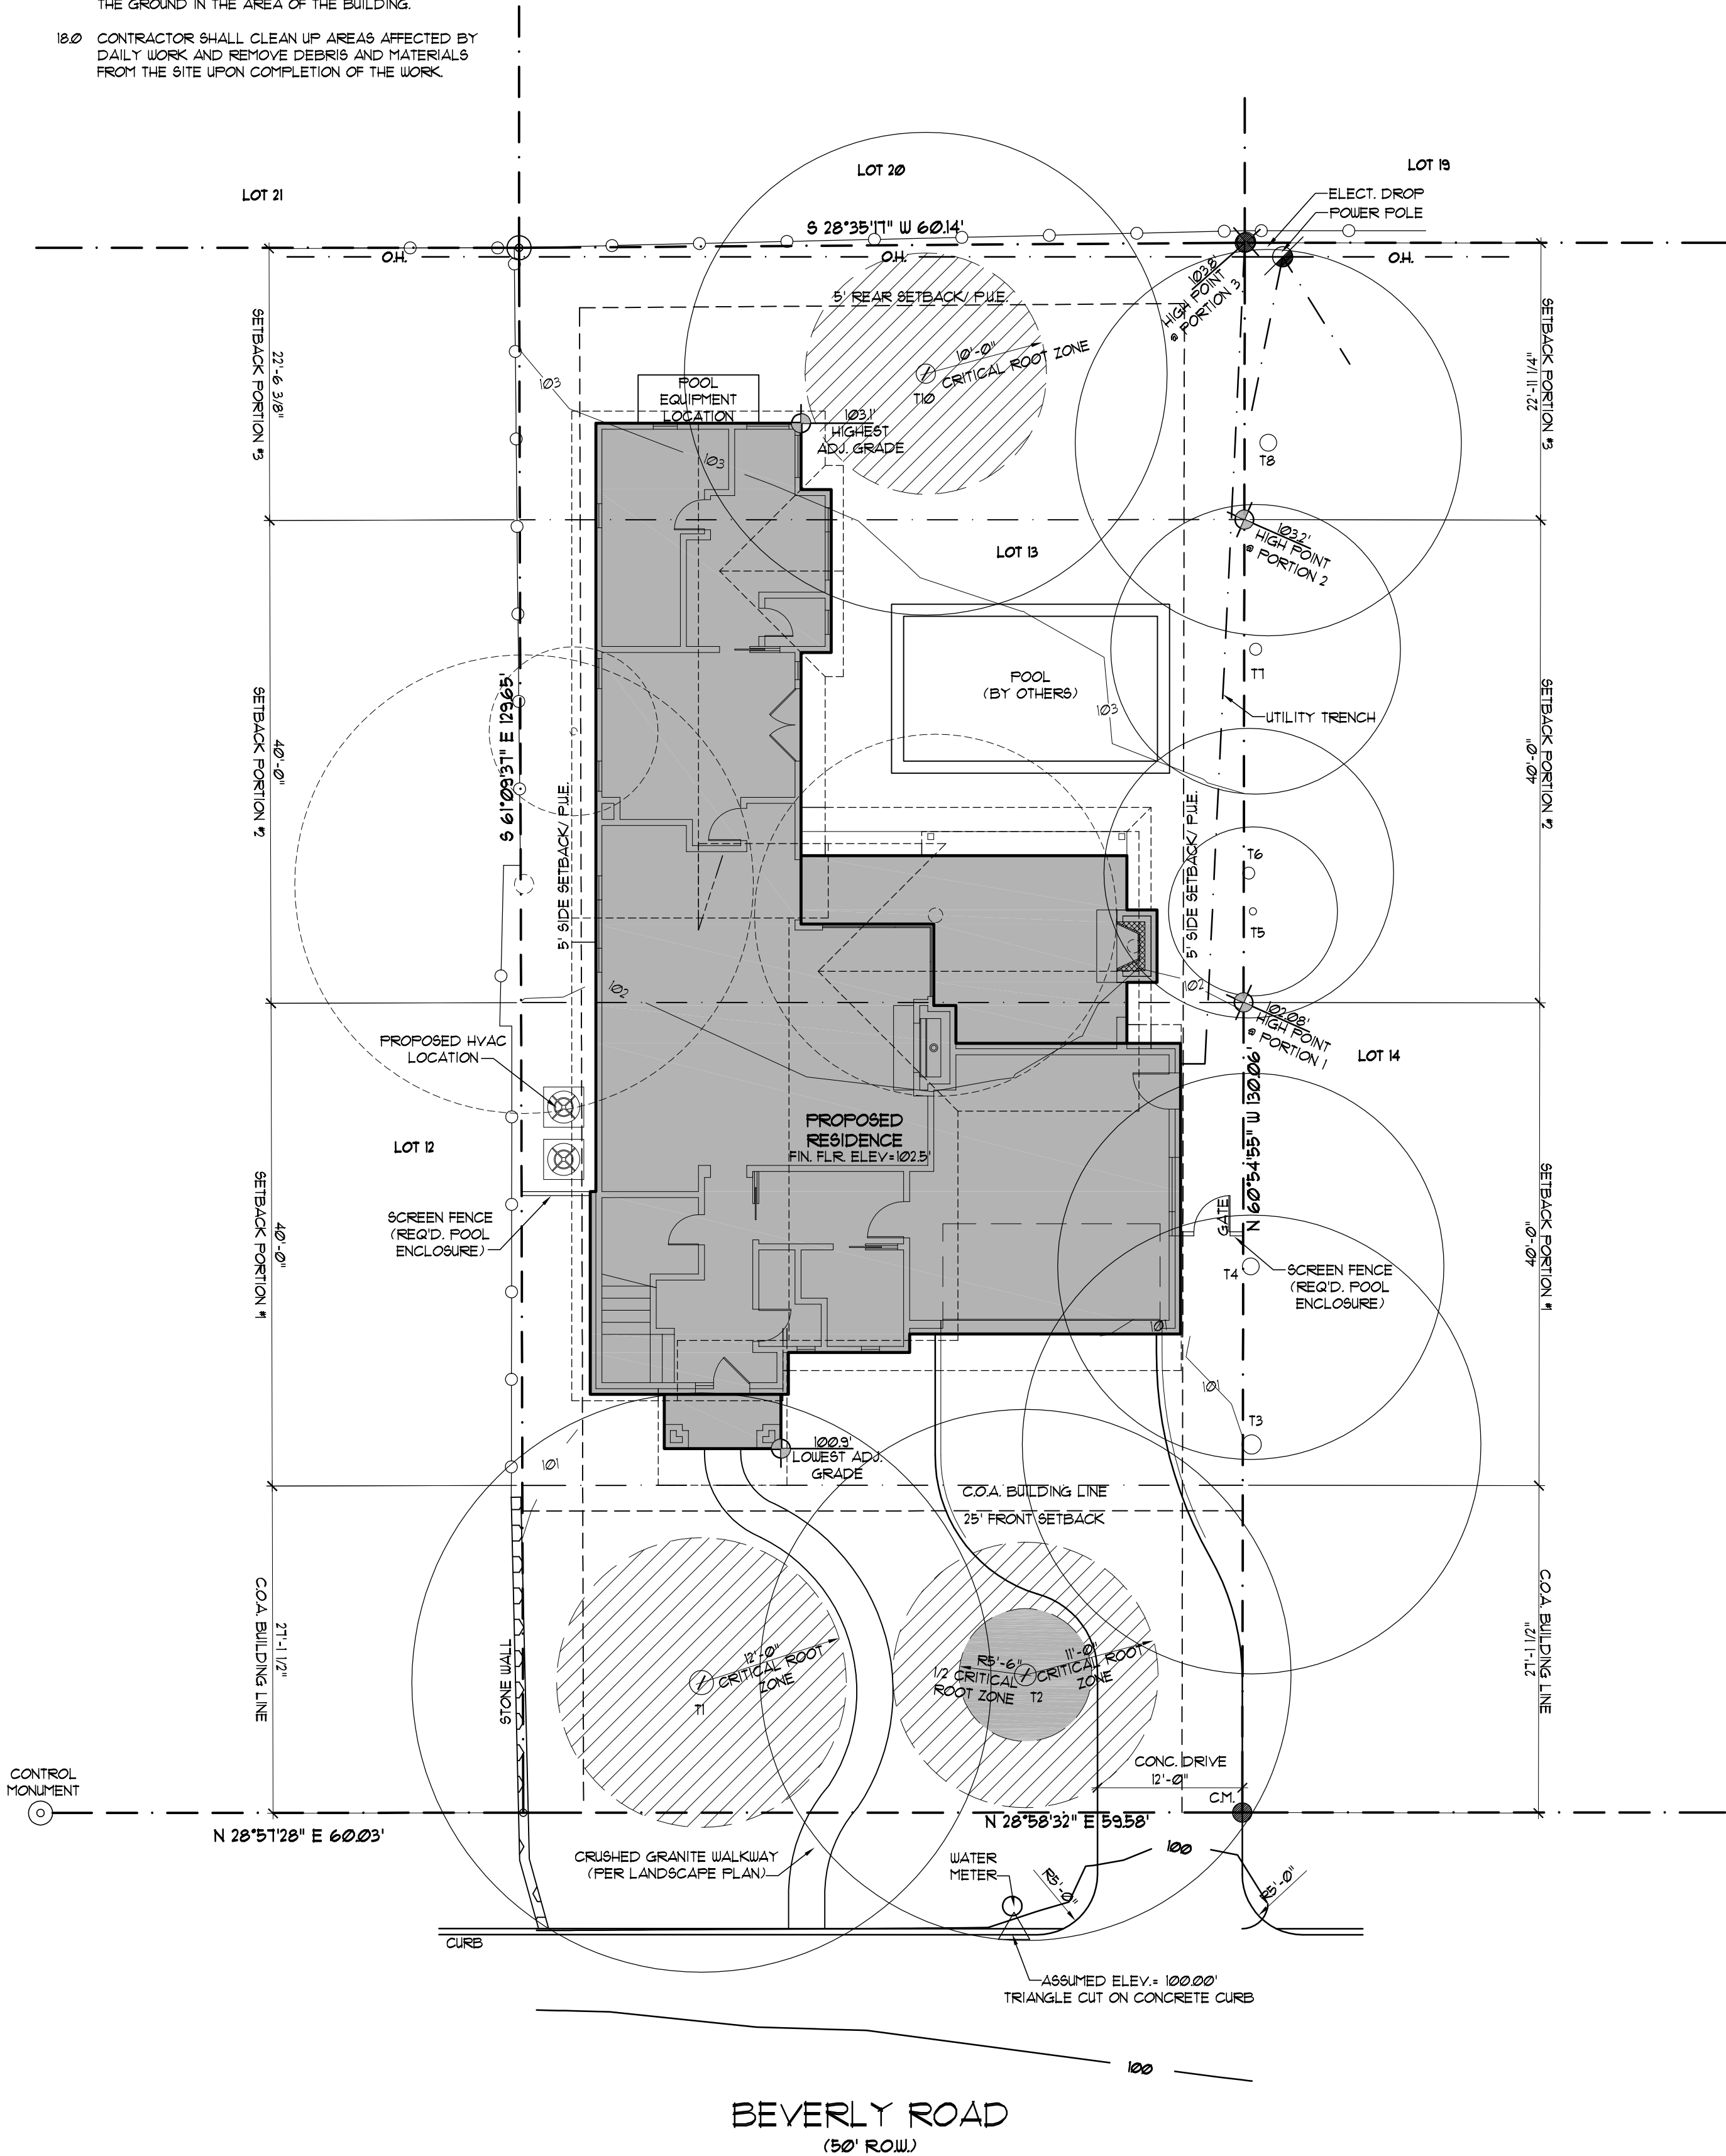 THE GROUND IN THE AREA OF THE BUILDING.
18.0 CONTRACTOR SHALL CLEAN UP AREAS AFFECTED BY
DAILY WORK AND REMOVE DEBRIS AND MATERIALS
FROM THE SITE UPON COMPLETION OF THE WORK.
LOT 21
LOT 20
LOT 19
ELECT. DROP
POWER POLE
S 28°35'17" W 60.14'
O.H.
O.H.
O.H.
103.8'
HIGH POINT
@ PORTION 3
5' REAR SETBACK/ P.U.E.
SETBACK PORTION #3
22'-6 3/8"
22'-11 1/4"
SETBACK PORTION #3
10'-0"
CRITICAL ROOT ZONE
T10
103
POOL
EQUIPMENT
LOCATION
103.1'
HIGHEST
ADJ. GRADE
103
T8
103.2'
HIGH POINT
@ PORTION 2
LOT 13
T7
POOL
(BY OTHERS)
103
UTILITY TRENCH
S 61°09'37" E 129.65'
SETBACK PORTION #2
40'-0"
40'-0"
SETBACK PORTION #2
5' SIDE SETBACK/ P.U.E.
5' SIDE SETBACK/ P.U.E.
T6
T5
102
102
102.08'
HIGH POINT
@ PORTION 1
PROPOSED HVAC
LOCATION
LOT 14
N 60°54'55" W 130.06'
PROPOSED
RESIDENCE
FIN. FLR. ELEV=102.5'
LOT 12
SETBACK PORTION #1
40'-0"
40'-0"
SETBACK PORTION #1
SCREEN FENCE
(REQ'D. POOL
ENCLOSURE)
GATE
T4
SCREEN FENCE
(REQ'D. POOL
ENCLOSURE)
101
101
T3
100.9'
LOWEST ADJ.
GRADE
101
C.O.A. BUILDING LINE
25' FRONT SETBACK
C.O.A. BUILDING LINE
27'-1 1/2"
27'-1 1/2"
C.O.A. BUILDING LINE
STONE WALL
12'-0"
CRITICAL ROOT
ZONE
T1
R5'-6"
1/2 CRITICAL
ROOT ZONE
11'-0"
CRITICAL ROOT
ZONE
T2
CONC. DRIVE
12'-0"
C.M.
CONTROL
MONUMENT
N 28°57'28" E 60.03'
N 28°58'32" E 59.58'
CRUSHED GRANITE WALKWAY
(PER LANDSCAPE PLAN)
WATER
METER
R5'-0"
100
R5'-0"
CURB
ASSUMED ELEV.= 100.00'
TRIANGLE CUT ON CONCRETE CURB
100
BEVERLY ROAD
(50' R.O.W.)